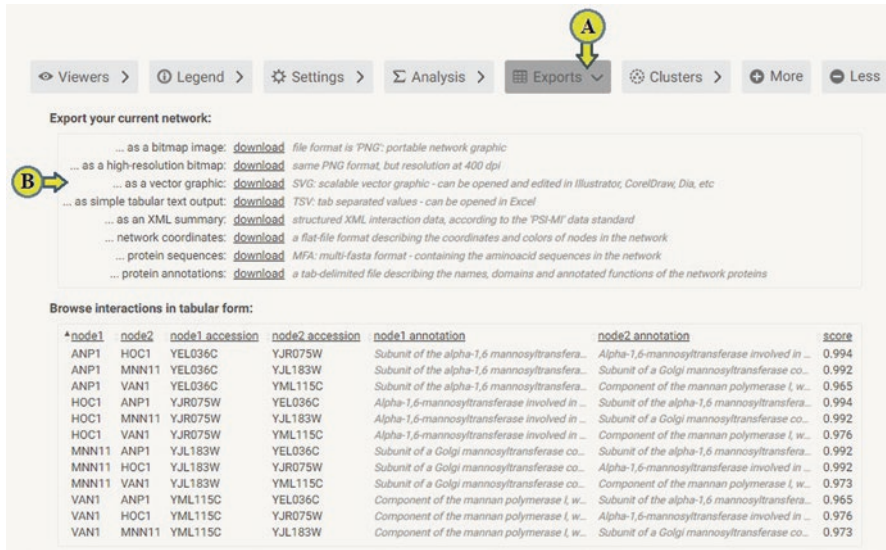 A
Viewers > Legend > Settings > Σ Analysis > Exports Clusters > More Less
Export your current network:
... as a bitmap image: download file format is 'PNG': portable network graphic
... as a high-resolution bitmap: download same PNG format, but resolution at 400 dpi
B
... as a vector graphic: download SVG: scalable vector graphic - can be opened and edited in Illustrator, CorelDraw, Dia, etc
... as simple tabular text output: download TSV: tab separated values - can be opened in Excel
... as an XML summary: download structured XML interaction data, according to the 'PSI-MI' data standard
... network coordinates: download a flat-file format describing the coordinates and colors of nodes in the network
... protein sequences: download MFA: multi-fasta format - containing the aminoacid sequences in the network
... protein annotations: download a tab-delimited file describing the names, domains and annotated functions of the network proteins
Browse interactions in tabular form:
node1 node2 node1 accession node2 accession node1 annotation node2 annotation score
ANP1 HOC1 YEL036C YJR075W Subunit of the alpha-1,6 mannosyltransfera... Alpha-1,6-mannosyltransferase involved in ... 0.994
ANP1 MNN11 YEL036C YJL183W Subunit of the alpha-1,6 mannosyltransfera... Subunit of a Golgi mannosyltransferase co... 0.992
ANP1 VAN1 YEL036C YML115C Subunit of the alpha-1,6 mannosyltransfera... Component of the mannan polymerase I, w... 0.965
HOC1 ANP1 YJR075W YEL036C Alpha-1,6-mannosyltransferase involved in ... Subunit of the alpha-1,6 mannosyltransfera... 0.994
HOC1 MNN11 YJR075W YJL183W Alpha-1,6-mannosyltransferase involved in ... Subunit of a Golgi mannosyltransferase co... 0.992
HOC1 VAN1 YJR075W YML115C Alpha-1,6-mannosyltransferase involved in ... Component of the mannan polymerase I, w... 0.976
MNN11 ANP1 YJL183W YEL036C Subunit of a Golgi mannosyltransferase co... Subunit of the alpha-1,6 mannosyltransfera... 0.992
MNN11 HOC1 YJL183W YJR075W Subunit of a Golgi mannosyltransferase co... Alpha-1,6-mannosyltransferase involved in ... 0.992
MNN11 VAN1 YJL183W YML115C Subunit of a Golgi mannosyltransferase co... Component of the mannan polymerase I, w... 0.973
VAN1 ANP1 YML115C YEL036C Component of the mannan polymerase I, w... Subunit of the alpha-1,6 mannosyltransfera... 0.965
VAN1 HOC1 YML115C YJR075W Component of the mannan polymerase I, w... Alpha-1,6-mannosyltransferase involved in ... 0.976
VAN1 MNN11 YML115C YJL183W Component of the mannan polymerase I, w... Subunit of a Golgi mannosyltransferase co... 0.973